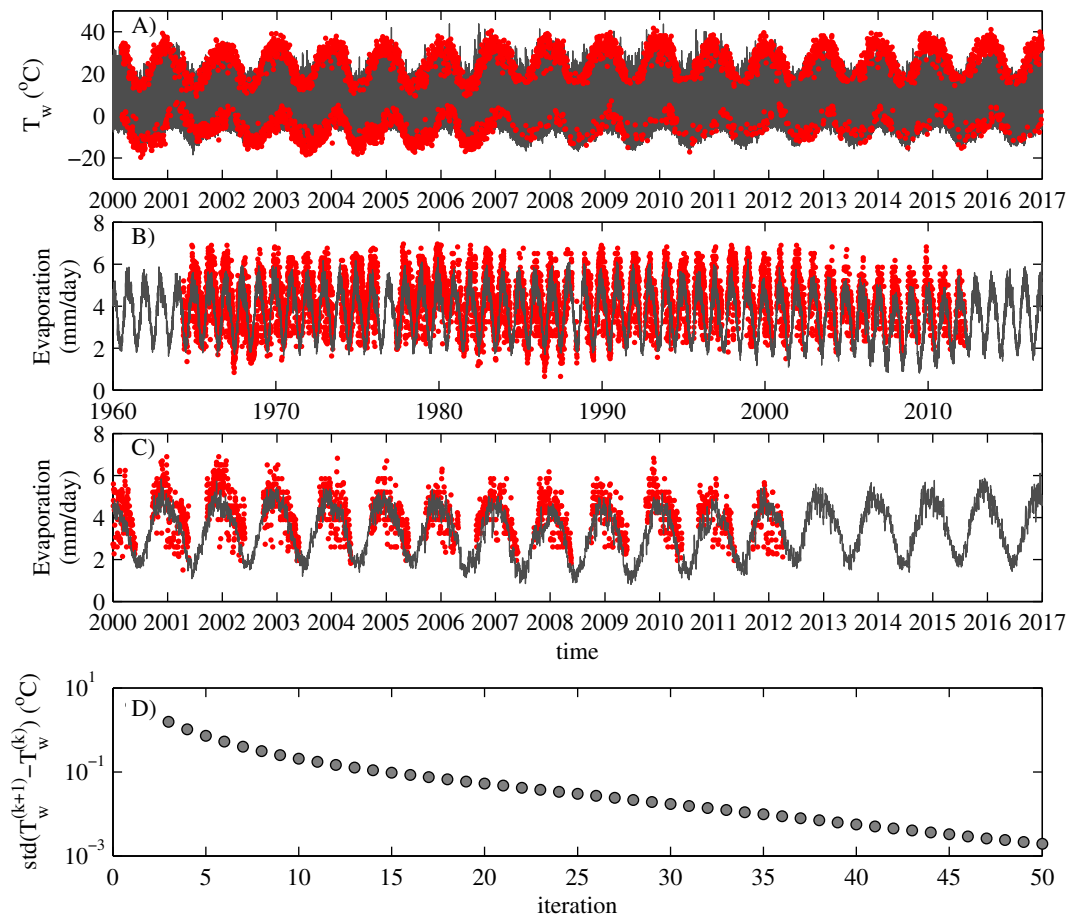 A)
40
20
0
−20
T_w (°C)
2000 2001 2002 2003 2004 2005 2006 2007 2008 2009 2010 2011 2012 2013 2014 2015 2016 2017
B)
8
6
4
2
0
Evaporation
(mm/day)
1960 1970 1980 1990 2000 2010
C)
8
6
4
2
0
Evaporation
(mm/day)
2000 2001 2002 2003 2004 2005 2006 2007 2008 2009 2010 2011 2012 2013 2014 2015 2016 2017
time
D)
10^1
10^−1
10^−3
std(T_w^(k+1)−T_w^(k)) (°C)
0 5 10 15 20 25 30 35 40 45 50
iteration